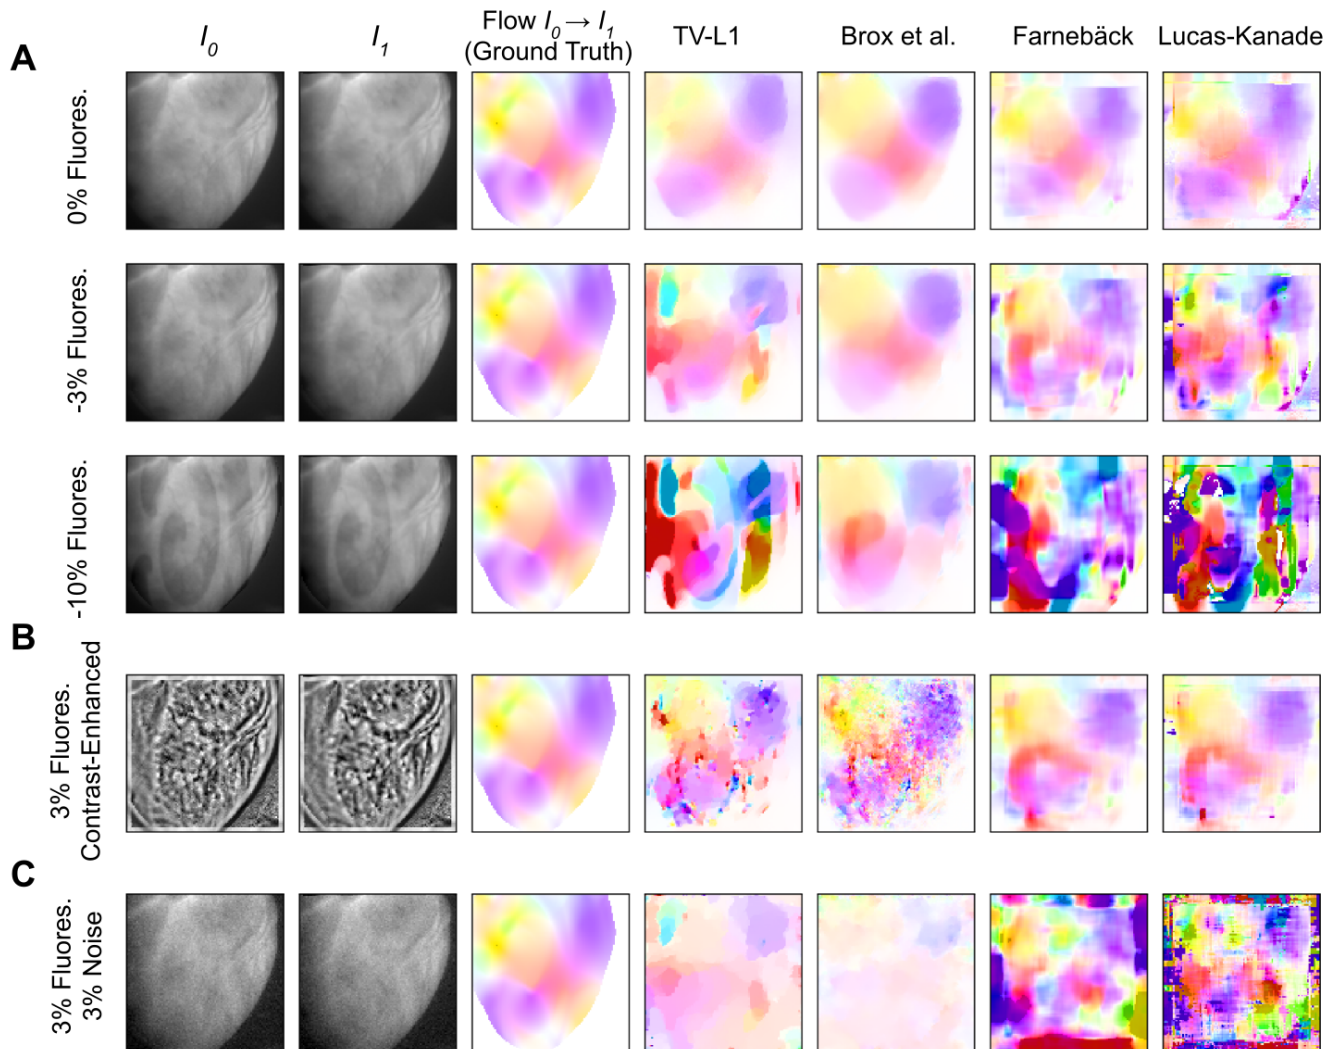 I0
I1
Flow I0 → I1
(Ground Truth)
TV-L1
Brox et al.
Farnebäck
Lucas-Kanade
A
0% Fluores.
-3% Fluores.
-10% Fluores.
B
3% Fluores.
Contrast-Enhanced
C
3% Fluores.
3% Noise